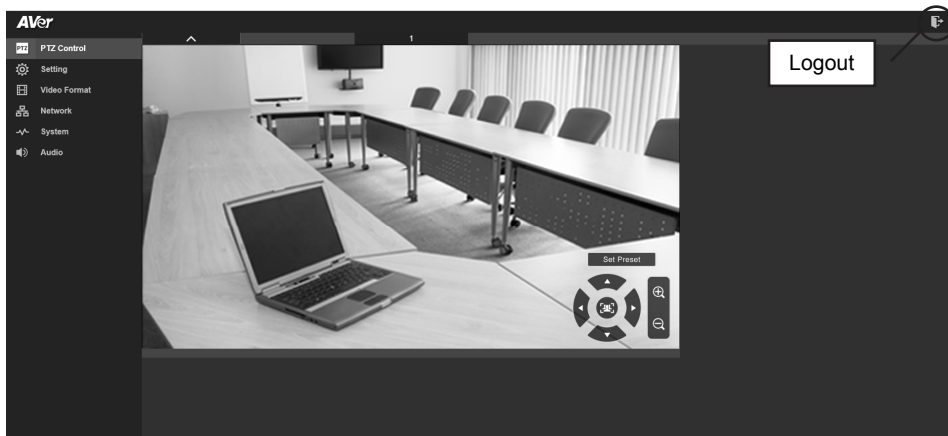 AVer
1
PTZ PTZ Control
Logout
Setting
Video Format
Network
System
Audio
Set Preset